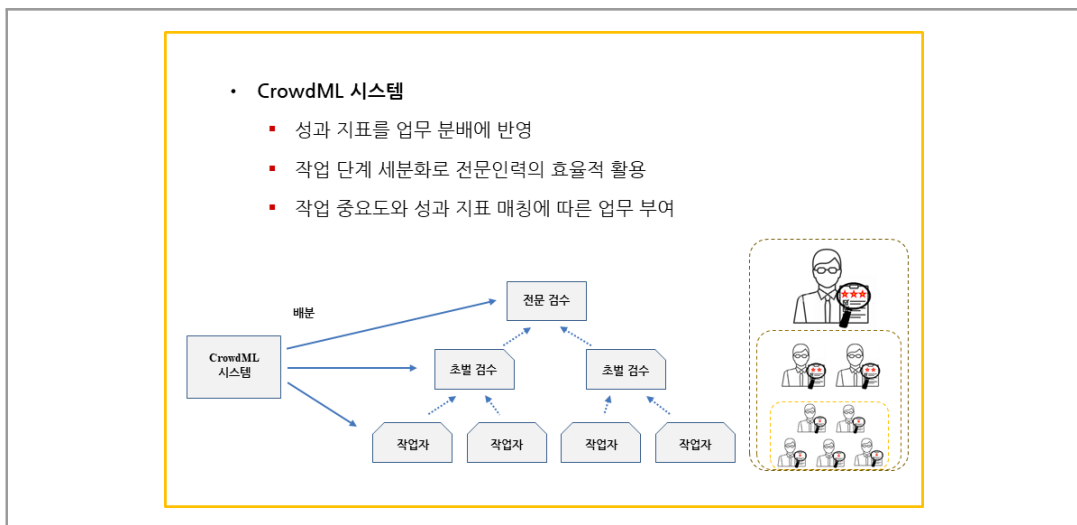 • CrowdML 시스템
▪ 성과 지표를 업무 분배에 반영
▪ 작업 단계 세분화로 전문인력의 효율적 활용
▪ 작업 중요도와 성과 지표 매칭에 따른 업무 부여
배분
전문 검수
CrowdML
시스템
초벌 검수
초벌 검수
작업자
작업자
작업자
작업자